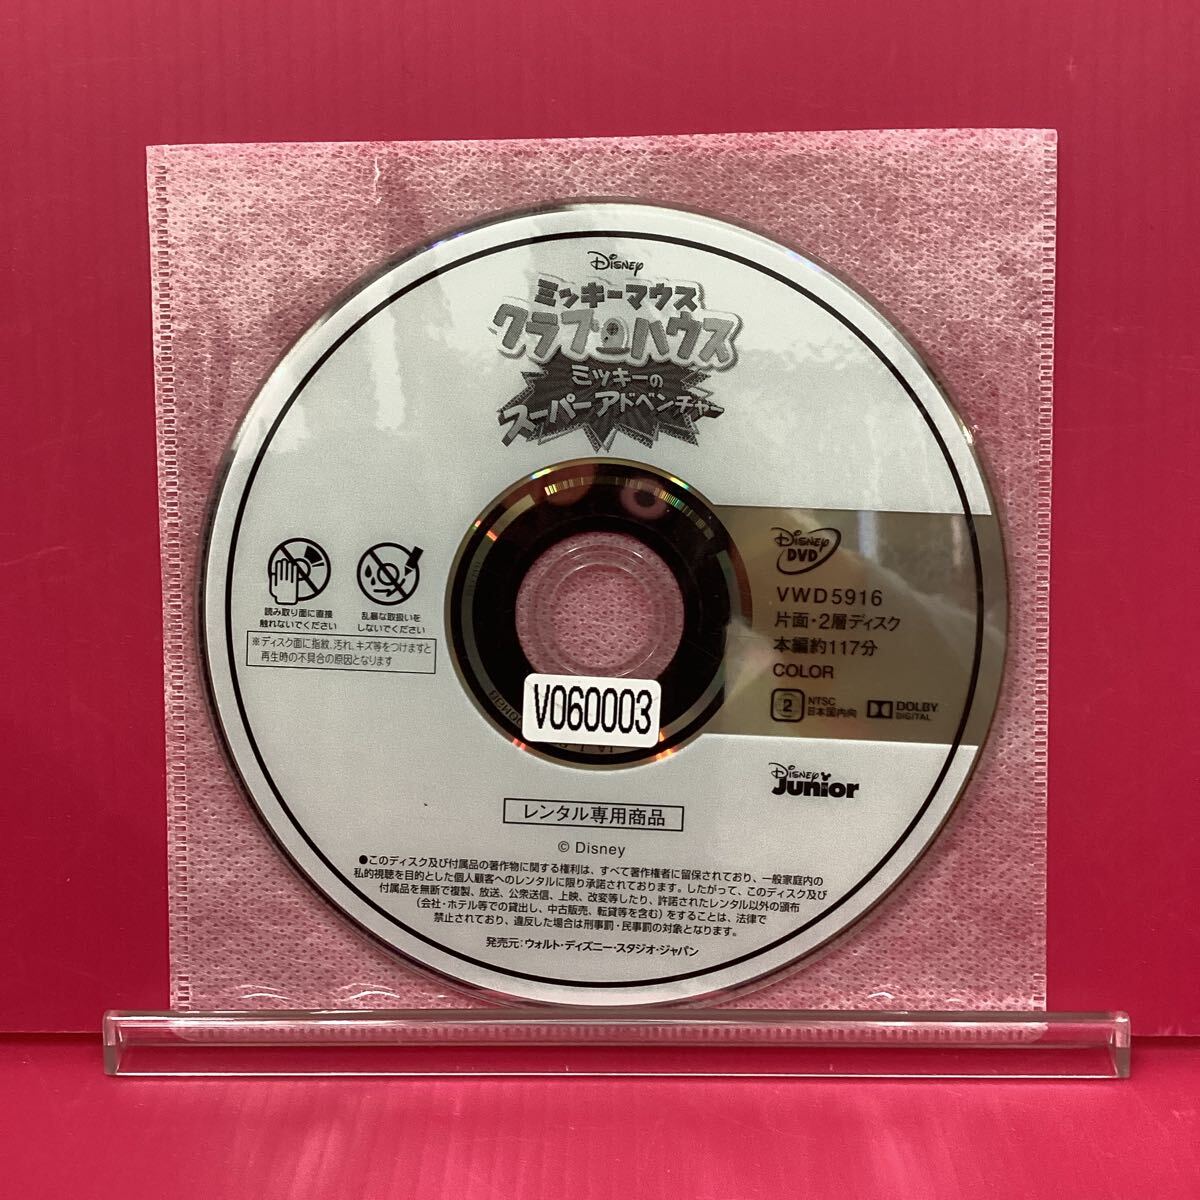 Disney
ミッキーマウス
クラブハウス
ミッキーの
スーパーアドベンチャー
読み取り面に直接
触れないでください
乱暴な取扱いを
しないでください
※ディスク面に指紋、汚れ、キズ等をつけますと
再生時の不具合の原因となります
Disney
DVD
VWD5916
片面・2層ディスク
本編約117分
COLOR
2
NTSC
日本国内向
DOLBY
DIGITAL
V060003
Disney
Junior
レンタル専用商品
© Disney
●このディスク及び付属品の著作物に関する権利は、すべて著作権者に留保されており、一般家庭内の
私的視聴を目的とした個人顧客へのレンタルに限り承諾されております。したがって、このディスク及び
付属品を無断で複製、放送、公衆送信、上映、改変等したり、許諾されたレンタル以外の頒布
(会社・ホテル等での貸出し、中古販売、転貸等を含む)をすることは、法律で
禁止されており、違反した場合は刑事罰・民事罰の対象となります。
発売元:ウォルト・ディズニー・スタジオ・ジャパン